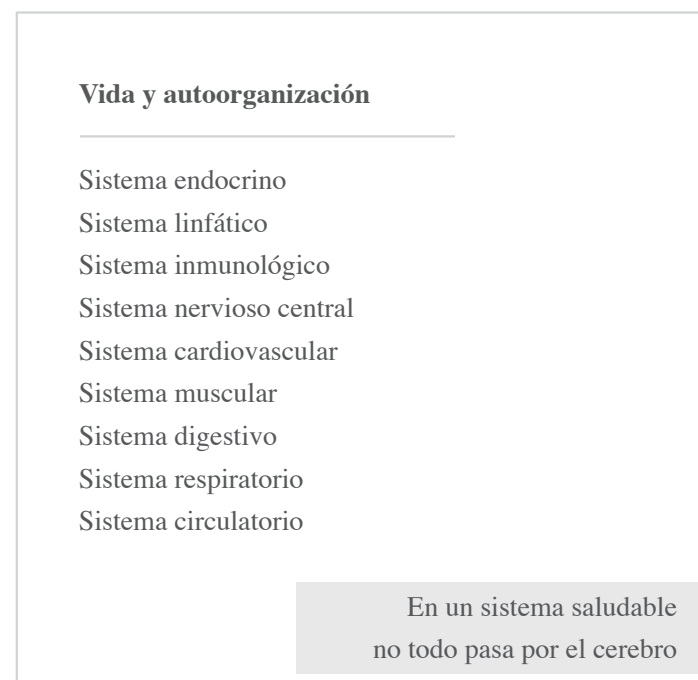 Vida y autoorganización
Sistema endocrino
Sistema linfático
Sistema inmunológico
Sistema nervioso central
Sistema cardiovascular
Sistema muscular
Sistema digestivo
Sistema respiratorio
Sistema circulatorio
En un sistema saludable
no todo pasa por el cerebro